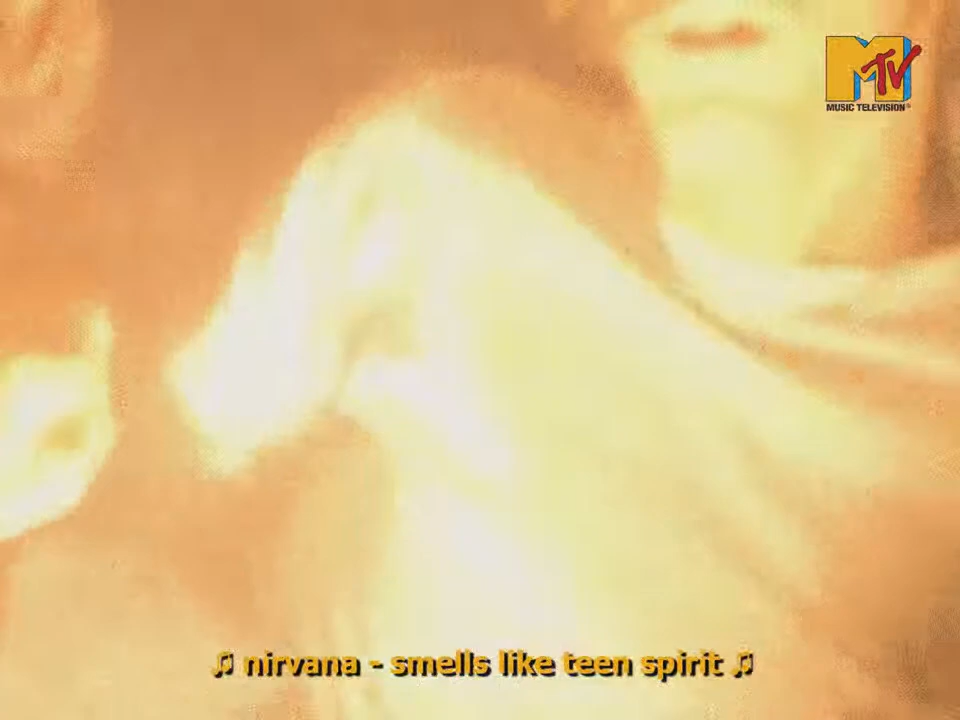 MTV
MUSIC TELEVISION®
♫ nirvana - smells like teen spirit ♫